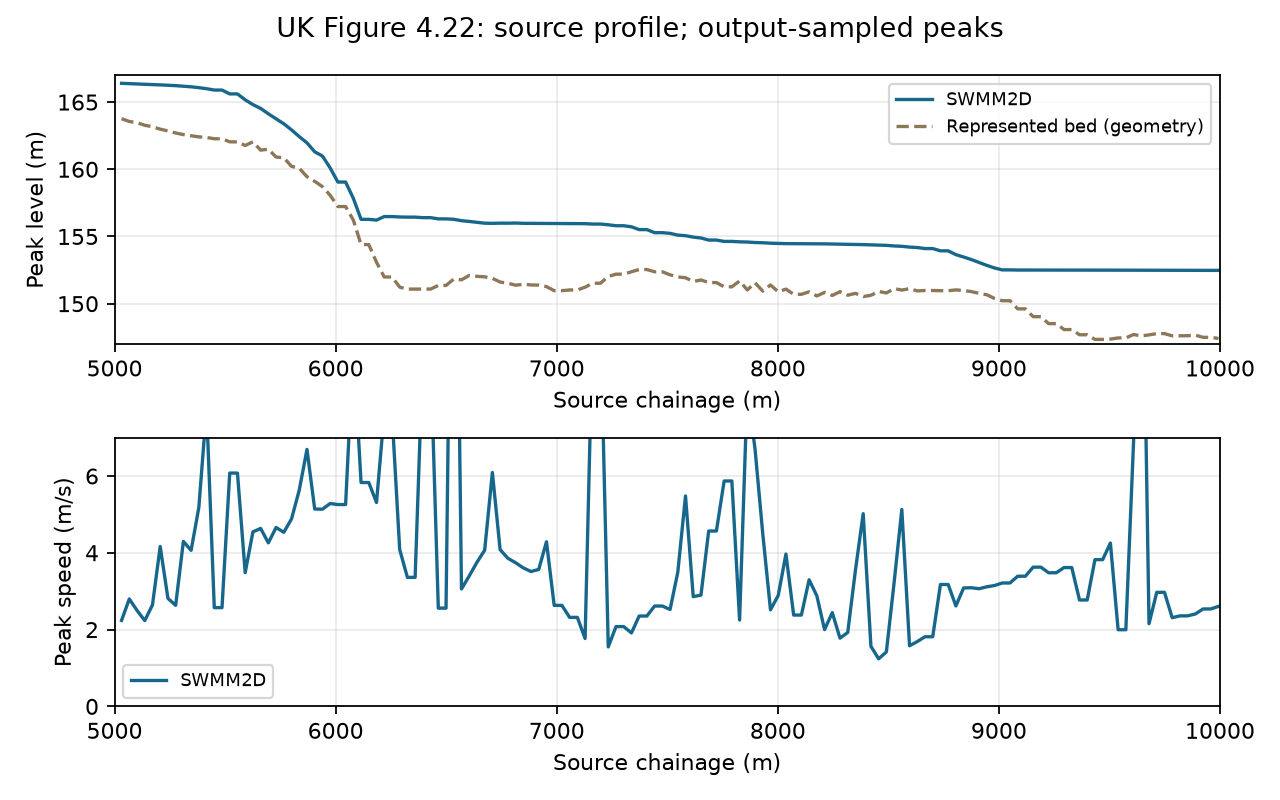 UK Figure 4.22: source profile; output-sampled peaks
SWMM2D
Represented bed (geometry)
Peak level (m)
165
160
155
150
5000 6000 7000 8000 9000 10000
Source chainage (m)
Peak speed (m/s)
6
4
2
0
SWMM2D
5000 6000 7000 8000 9000 10000
Source chainage (m)